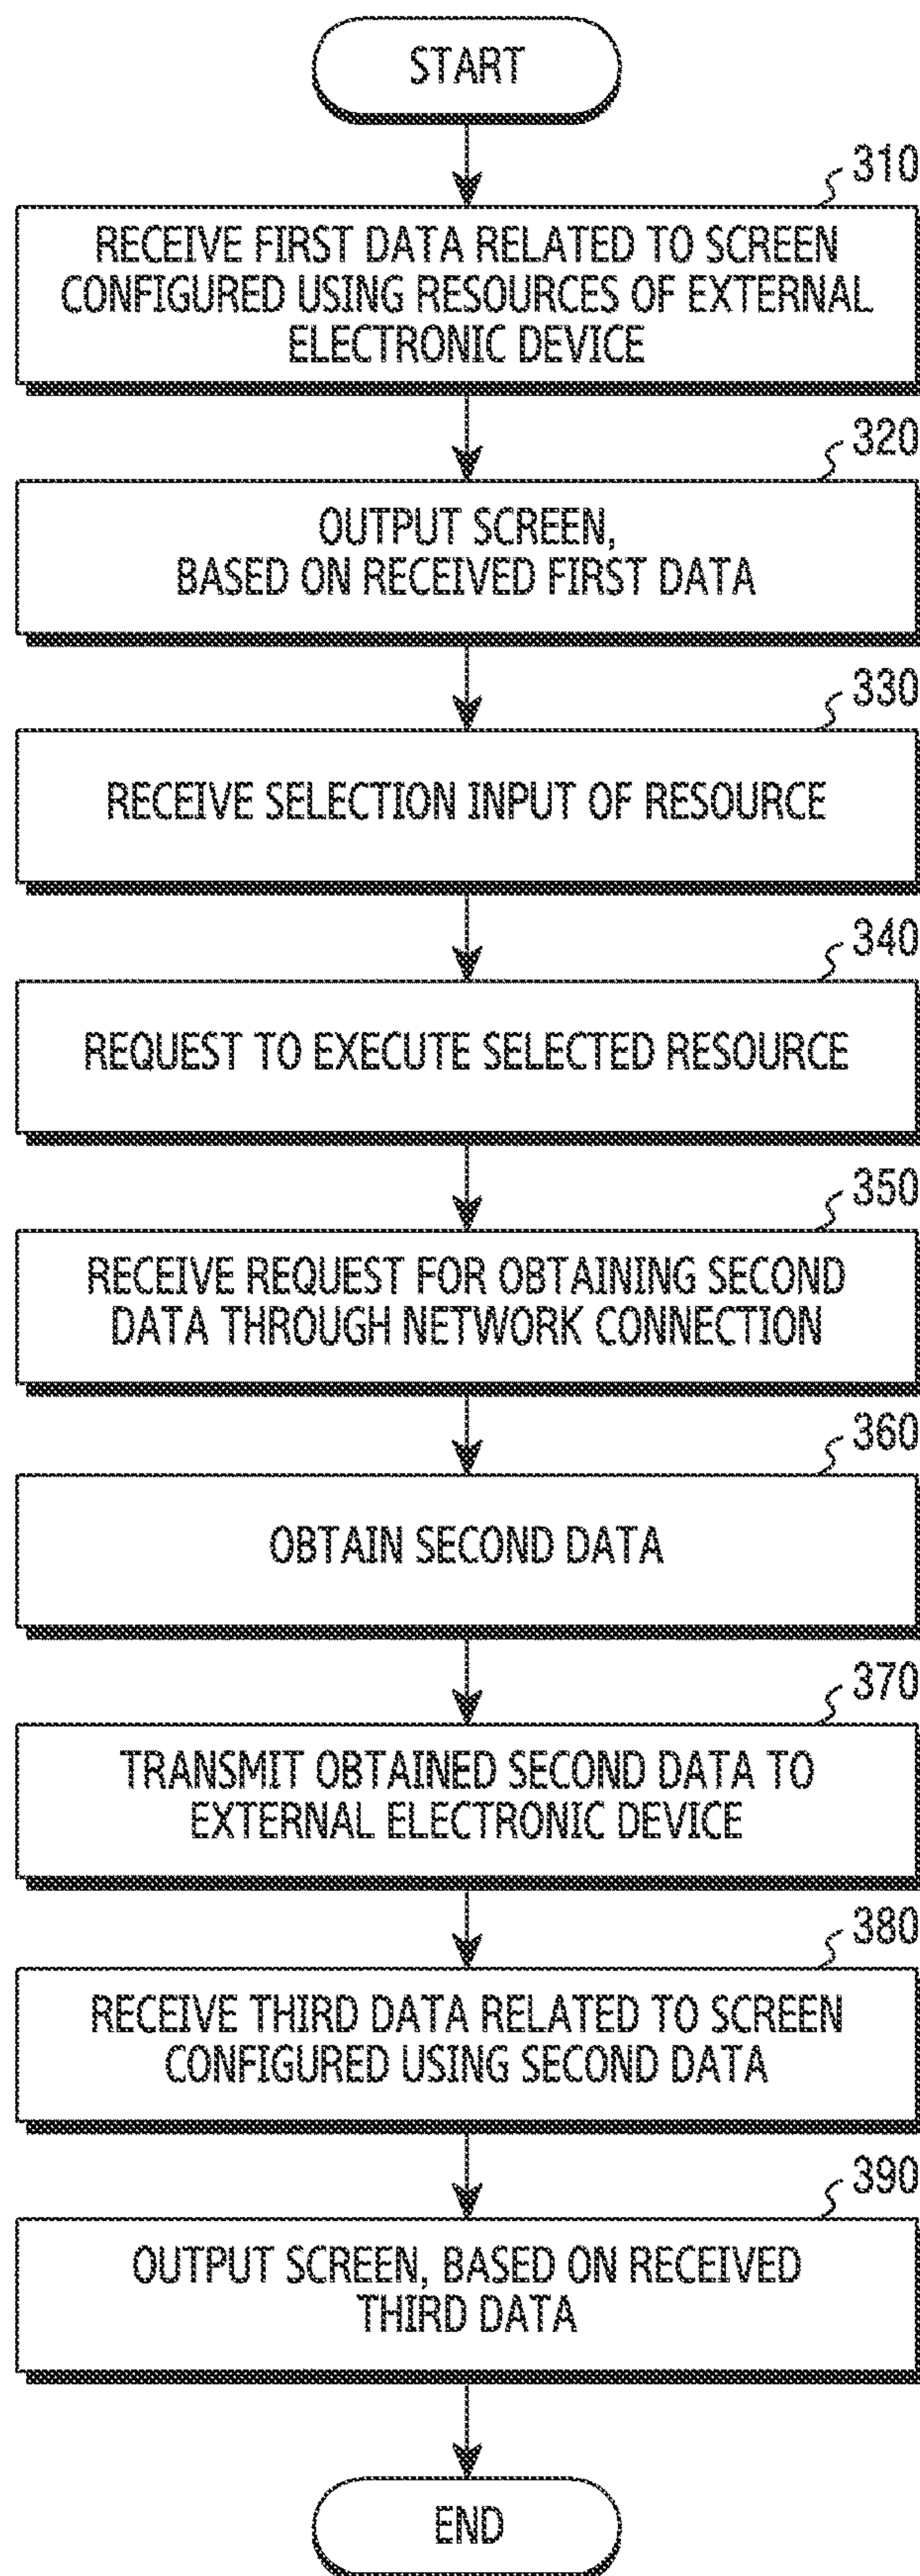 START
310
RECEIVE FIRST DATA RELATED TO SCREEN
CONFIGURED USING RESOURCES OF EXTERNAL
ELECTRONIC DEVICE
320
OUTPUT SCREEN,
BASED ON RECEIVED FIRST DATA
330
RECEIVE SELECTION INPUT OF RESOURCE
340
REQUEST TO EXECUTE SELECTED RESOURCE
350
RECEIVE REQUEST FOR OBTAINING SECOND
DATA THROUGH NETWORK CONNECTION
360
OBTAIN SECOND DATA
370
TRANSMIT OBTAINED SECOND DATA TO
EXTERNAL ELECTRONIC DEVICE
380
RECEIVE THIRD DATA RELATED TO SCREEN
CONFIGURED USING SECOND DATA
390
OUTPUT SCREEN, BASED ON RECEIVED
THIRD DATA
END